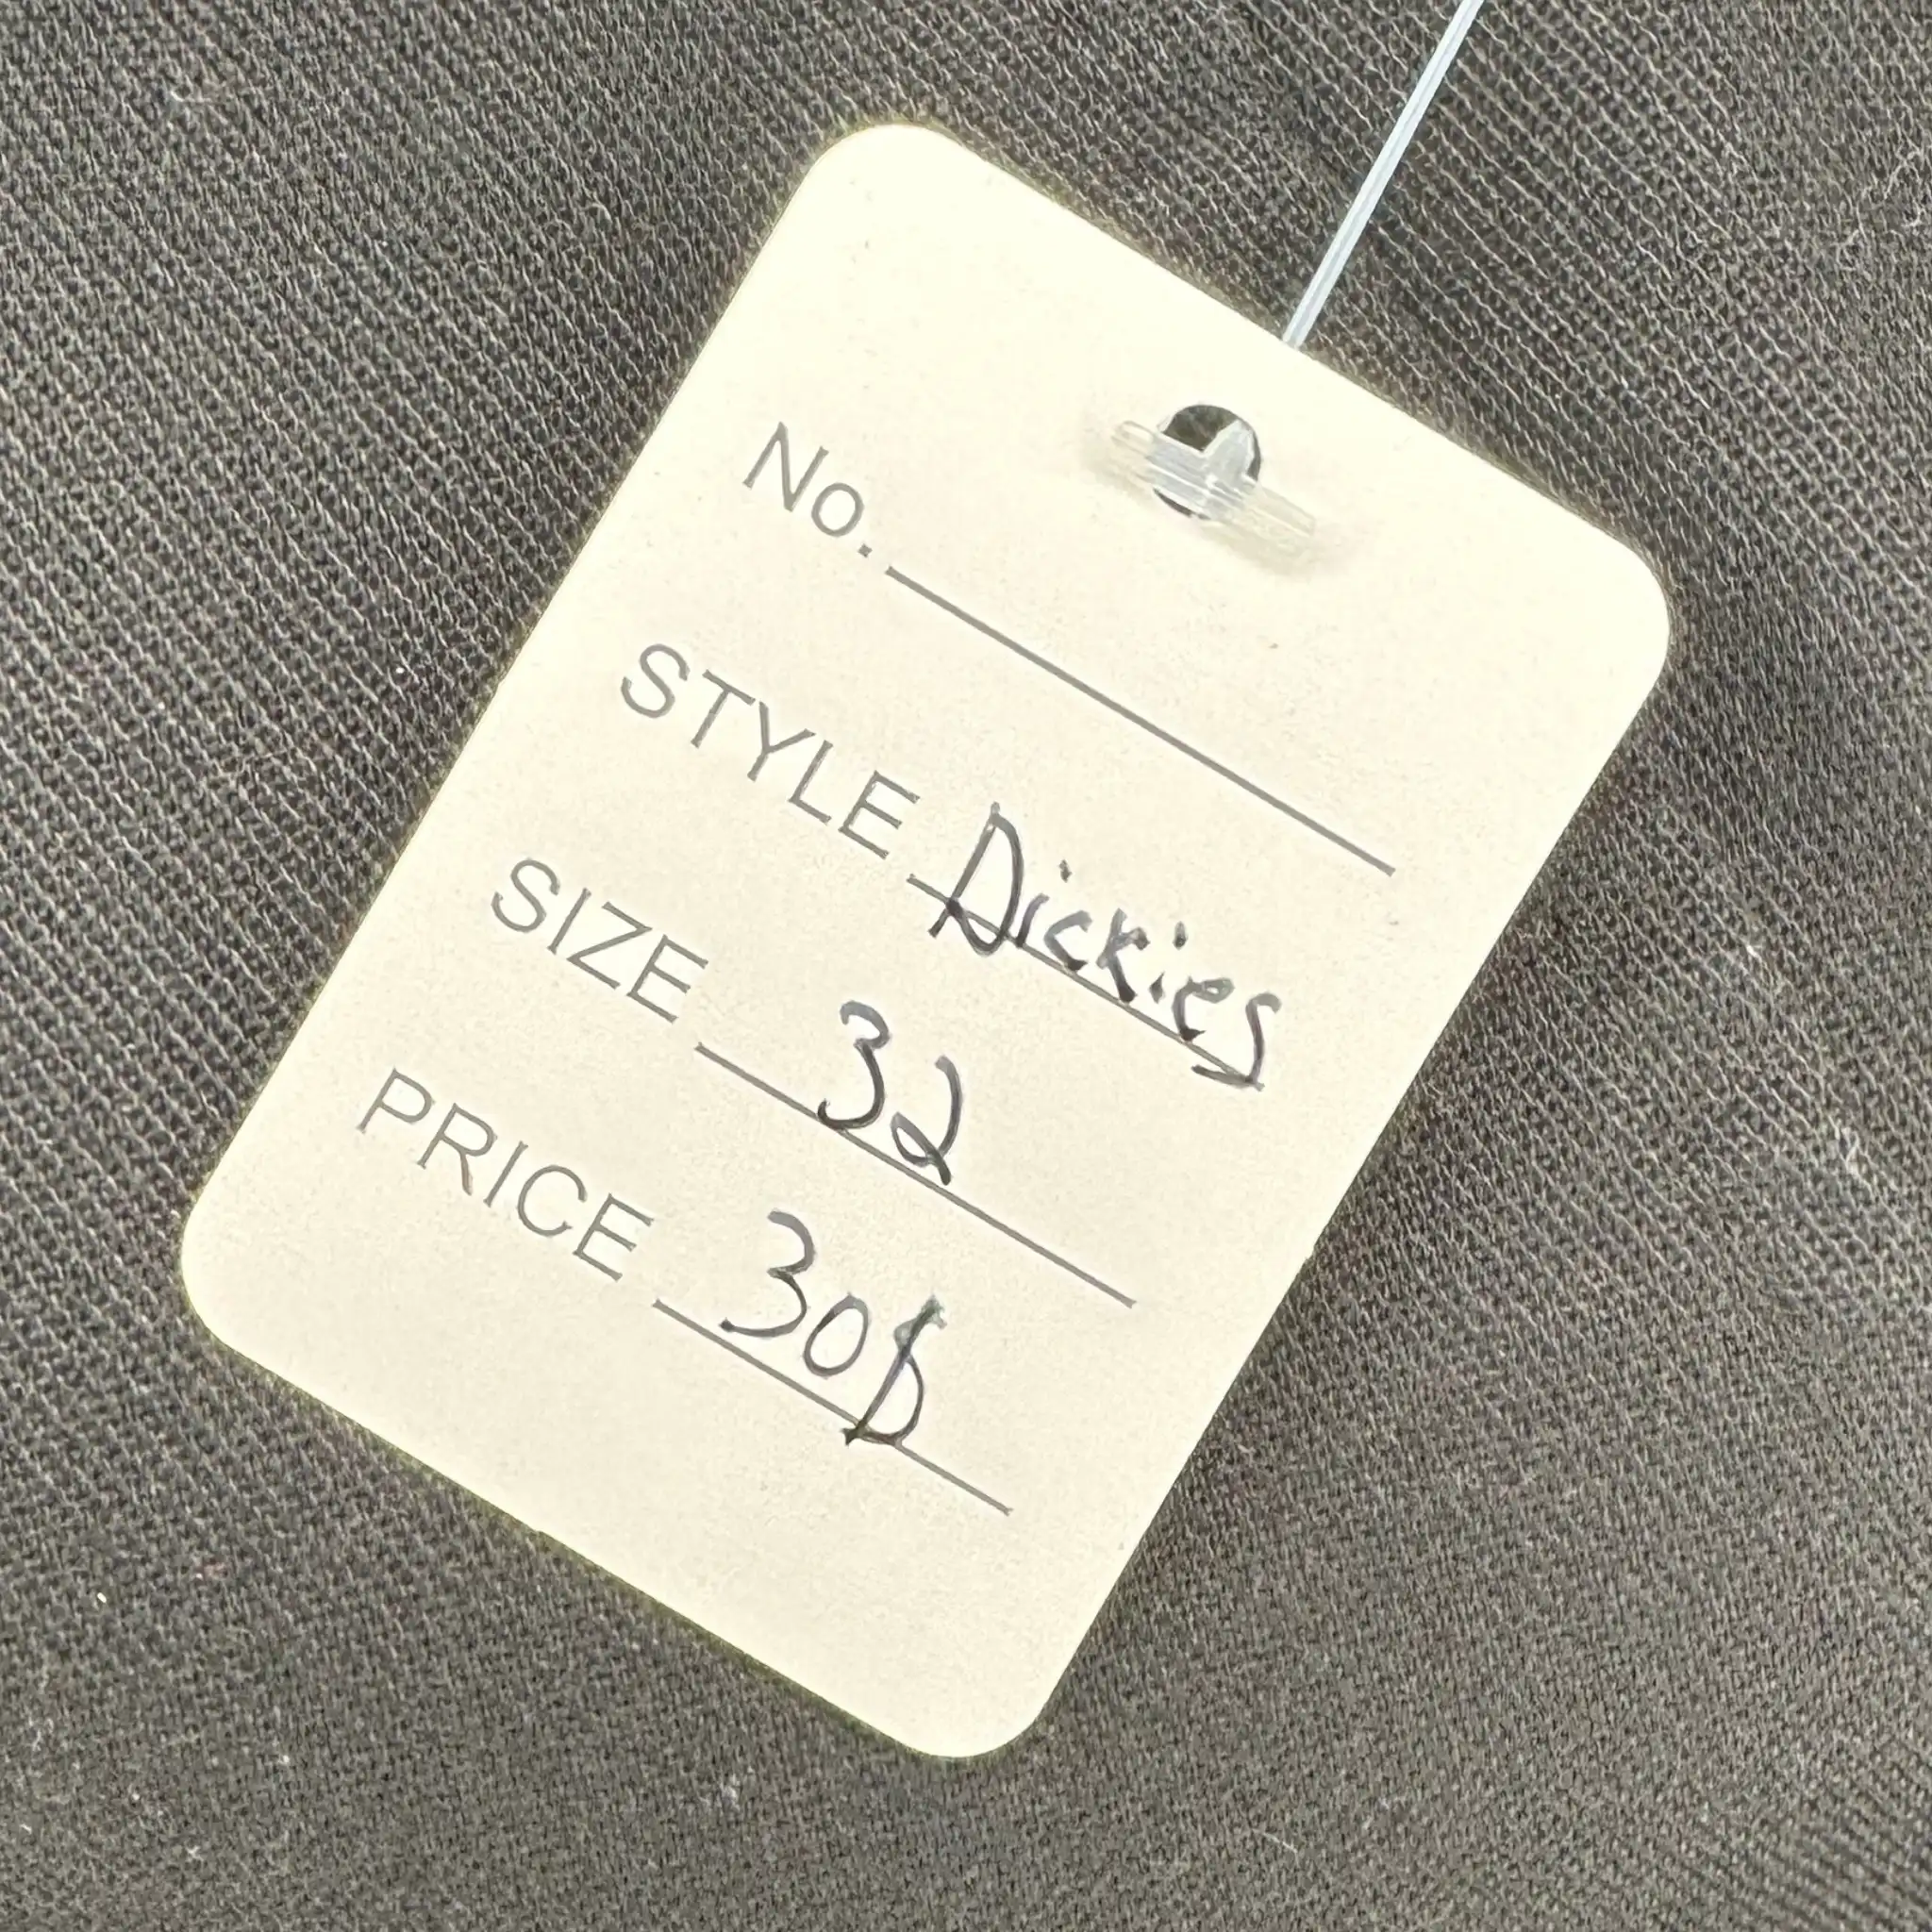 No.
STYLE Dickies
SIZE 32
PRICE 30$